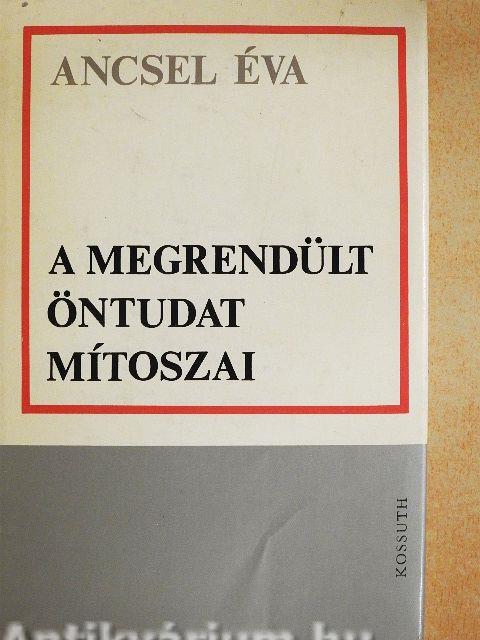 ANCSEL ÉVA
A MEGRENDÜLT
ÖNTUDAT
MÍTOSZAI
KOSSUTH
Antikvárium.hu